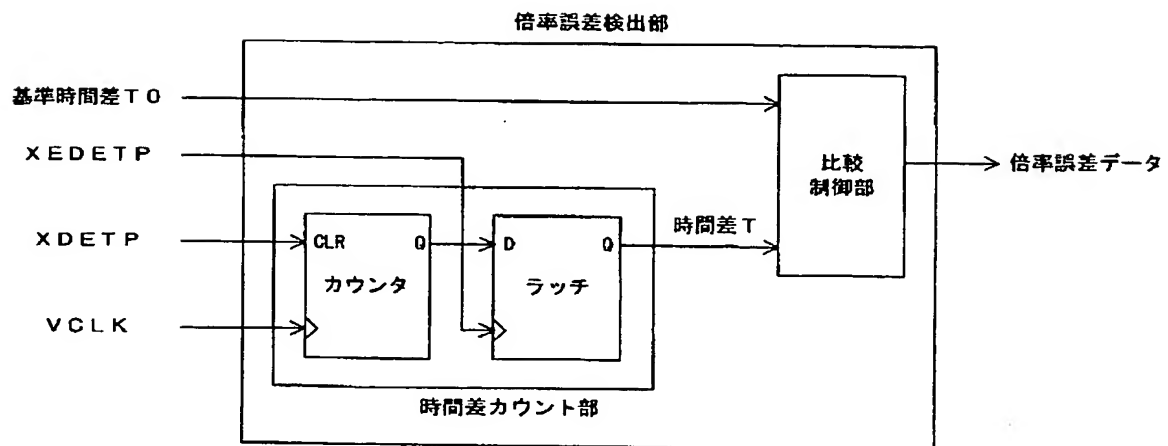 倍率誤差検出部
基準時間差T0
XEDETP
XDETP
VCLK
CLR
Q
カウンタ
D
Q
ラッチ
時間差T
比較
制御部
倍率誤差データ
時間差カウント部